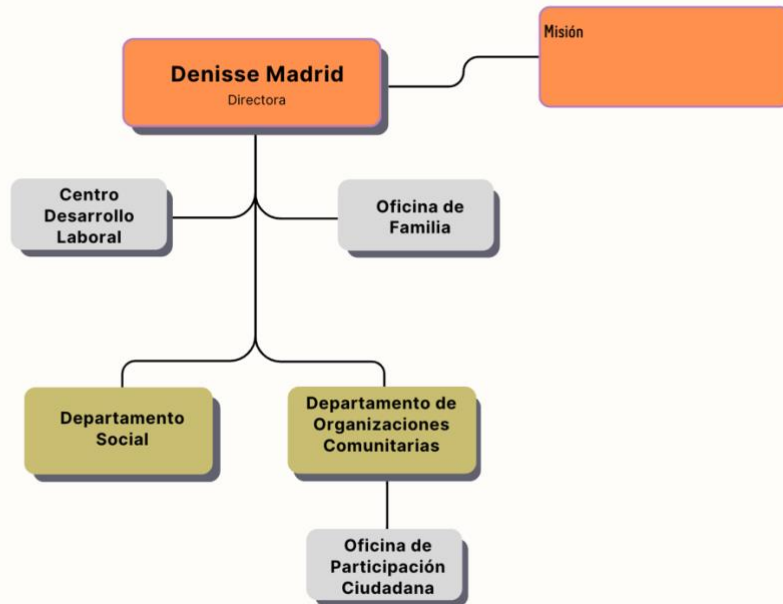 Misión
Denisse Madrid
Directora
Centro
Desarrollo
Laboral
Oficina de
Familia
Departamento
Social
Departamento de
Organizaciones
Comunitarias
Oficina de
Participación
Ciudadana